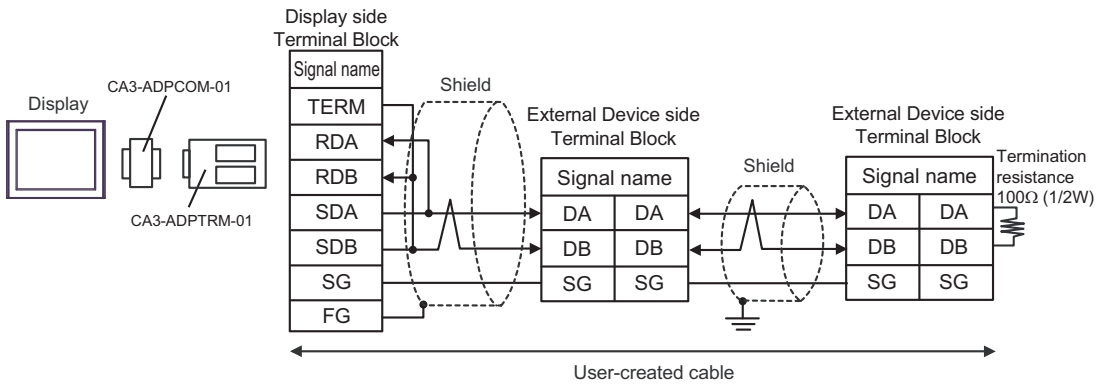 Display side
Terminal Block
Signal name
TERM
RDA
RDB
SDA
SDB
SG
FG
Display
CA3-ADPCOM-01
CA3-ADPTRM-01
Shield
External Device side
Terminal Block
Signal name
DA DA
DB DB
SG SG
Shield
External Device side
Terminal Block
Signal name
DA DA
DB DB
SG SG
Termination
resistance
100Ω (1/2W)
User-created cable